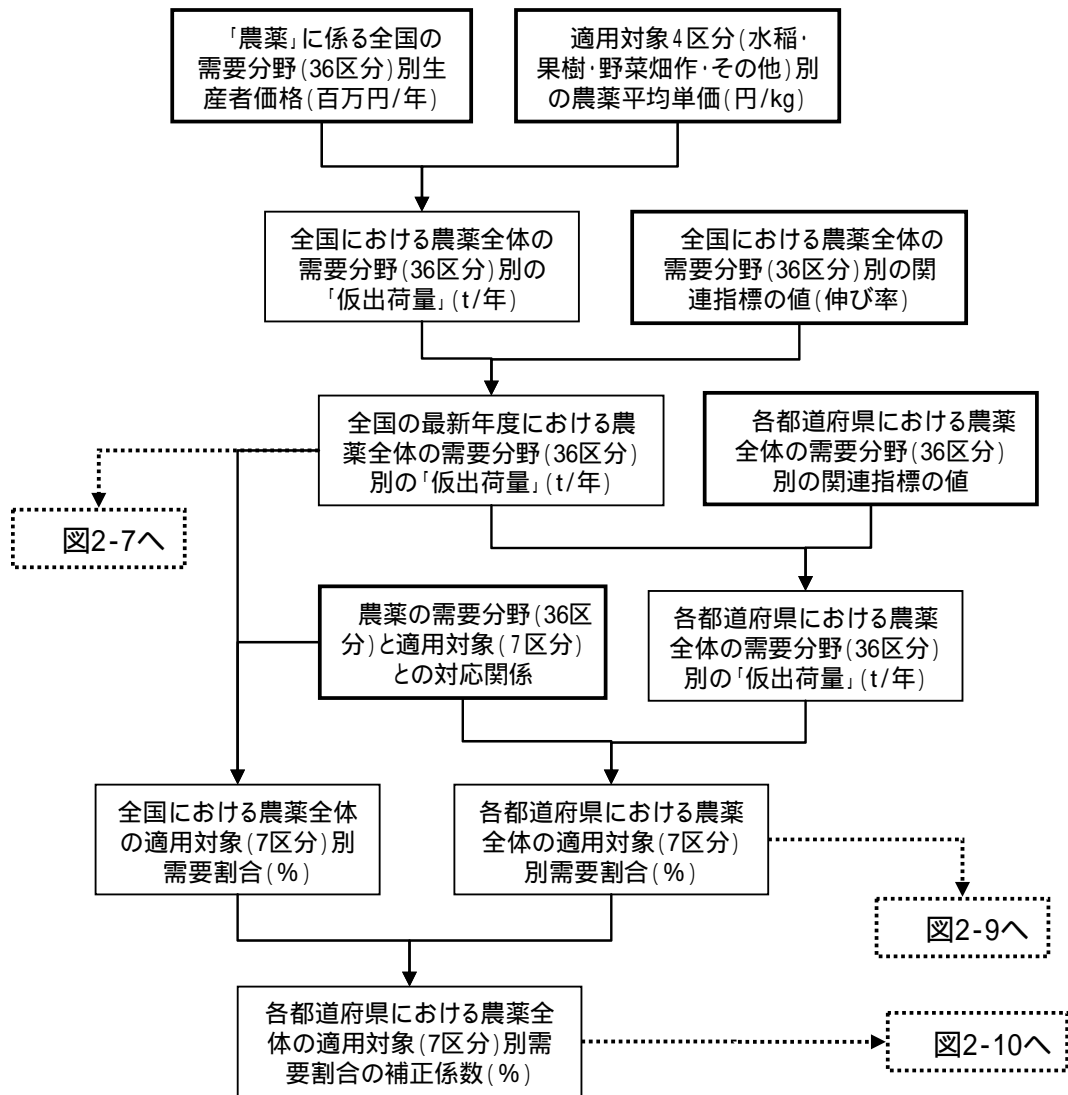 「農薬」に係る全国の
需要分野(36区分)別生
産者価格(百万円/年)
適用対象4区分(水稲・
果樹・野菜畑作・その他)別
の農薬平均単価(円/kg)
全国における農薬全体の
需要分野(36区分)別の
「仮出荷量」(t/年)
全国における農薬全体の
需要分野(36区分)別の関
連指標の値(伸び率)
全国の最新年度における農
薬全体の需要分野(36区分)
別の「仮出荷量」(t/年)
各都道府県における農薬
全体の需要分野(36区分)
別の関連指標の値
図2-7へ
農薬の需要分野(36区
分)と適用対象(7区分)
との対応関係
各都道府県における農薬
全体の需要分野(36区分)
別の「仮出荷量」(t/年)
全国における農薬全体
の適用対象(7区分)別
需要割合(%)
各都道府県における農薬
全体の適用対象(7区分)
別需要割合(%)
図2-9へ
各都道府県における農薬全
体の適用対象(7区分)別需
要割合の補正係数(%)
図2-10へ